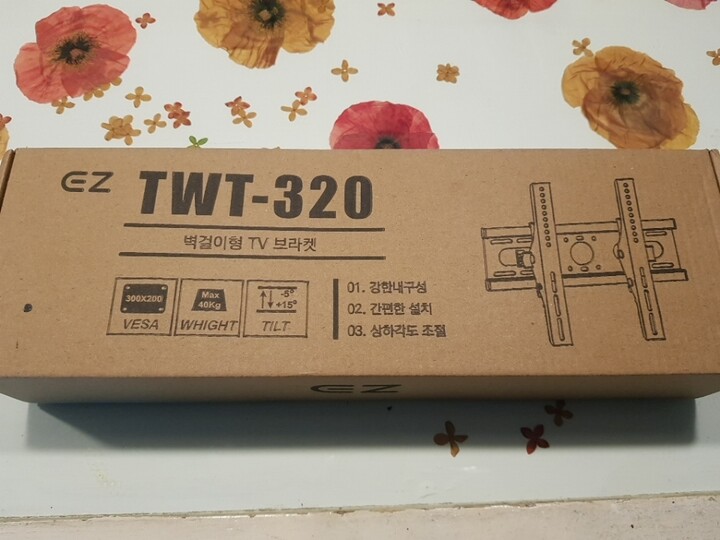 EZ TWT-320
벽걸이형 TV 브라켓
300X200
VESA
Max
40Kg
WHIGHT
-5°
+15°
TILT
01. 강한내구성
02. 간편한 설치
03. 상하각도 조절
EZ